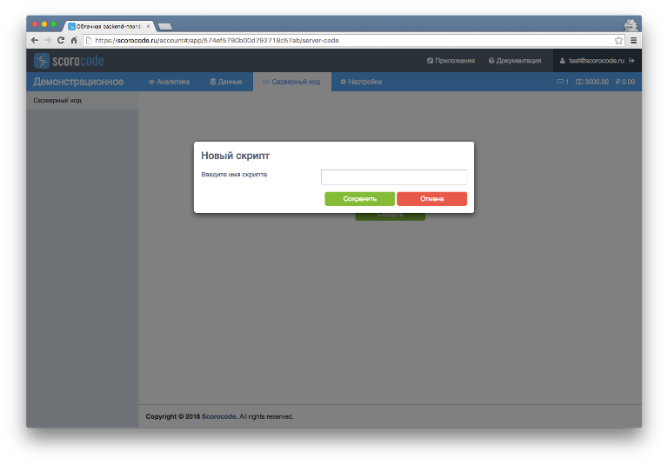 Облачная backend-плат
https://scorocode.ru/account#/app/574ef5790b00d792718c57ab/server-code
scorocode
Приложения
Документация
test@scorocode.ru
Демонстрационное
Аналитика
Данные
Серверный код
Настройки
1
3000.00
₽ 0.00
Серверный код
Новый скрипт
Введите имя скрипта
Сохранить
Отмена
Copyright © 2016 Scorocode. All rights reserved.